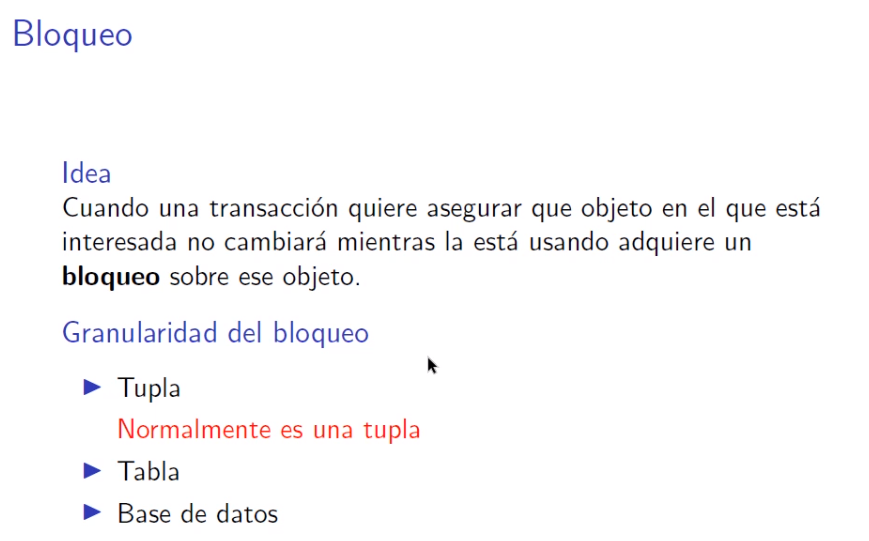 Bloqueo
Idea
Cuando una transacción quiere asegurar que objeto en el que está
interesada no cambiará mientras la está usando adquiere un
bloqueo sobre ese objeto.
Granularidad del bloqueo
Tupla
Normalmente es una tupla
Tabla
Base de datos